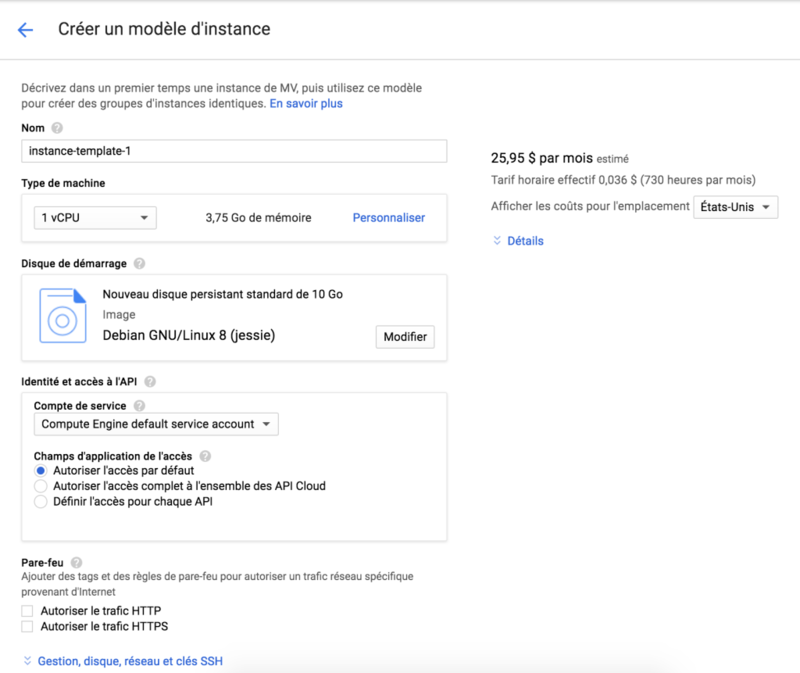 Créer un modèle d'instance
Décrivez dans un premier temps une instance de MV, puis utilisez ce modèle
pour créer des groupes d'instances identiques. En savoir plus
Nom
instance-template-1
Type de machine
1 vCPU
3,75 Go de mémoire
Personnaliser
Disque de démarrage
Nouveau disque persistant standard de 10 Go
Image
Debian GNU/Linux 8 (jessie)
Modifier
Identité et accès à l'API
Compte de service
Compute Engine default service account
Champs d'application de l'accès
Autoriser l'accès par défaut
Autoriser l'accès complet à l'ensemble des API Cloud
Définir l'accès pour chaque API
Pare-feu
Ajouter des tags et des règles de pare-feu pour autoriser un trafic réseau spécifique
provenant d'Internet
Autoriser le trafic HTTP
Autoriser le trafic HTTPS
Gestion, disque, réseau et clés SSH
25,95 $ par mois estimé
Tarif horaire effectif 0,036 $ (730 heures par mois)
Afficher les coûts pour l'emplacement États-Unis
Détails